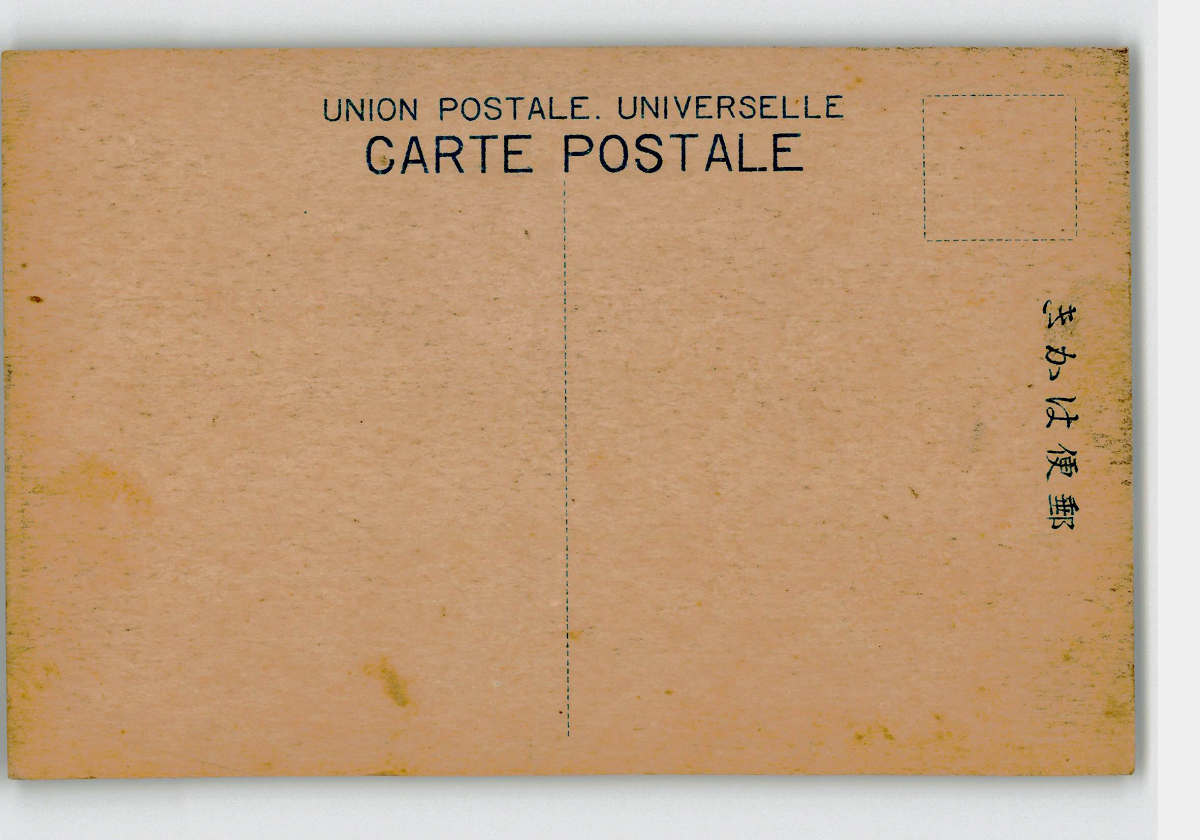 UNION POSTALE. UNIVERSELLE
CARTE POSTALE
郵便はかき